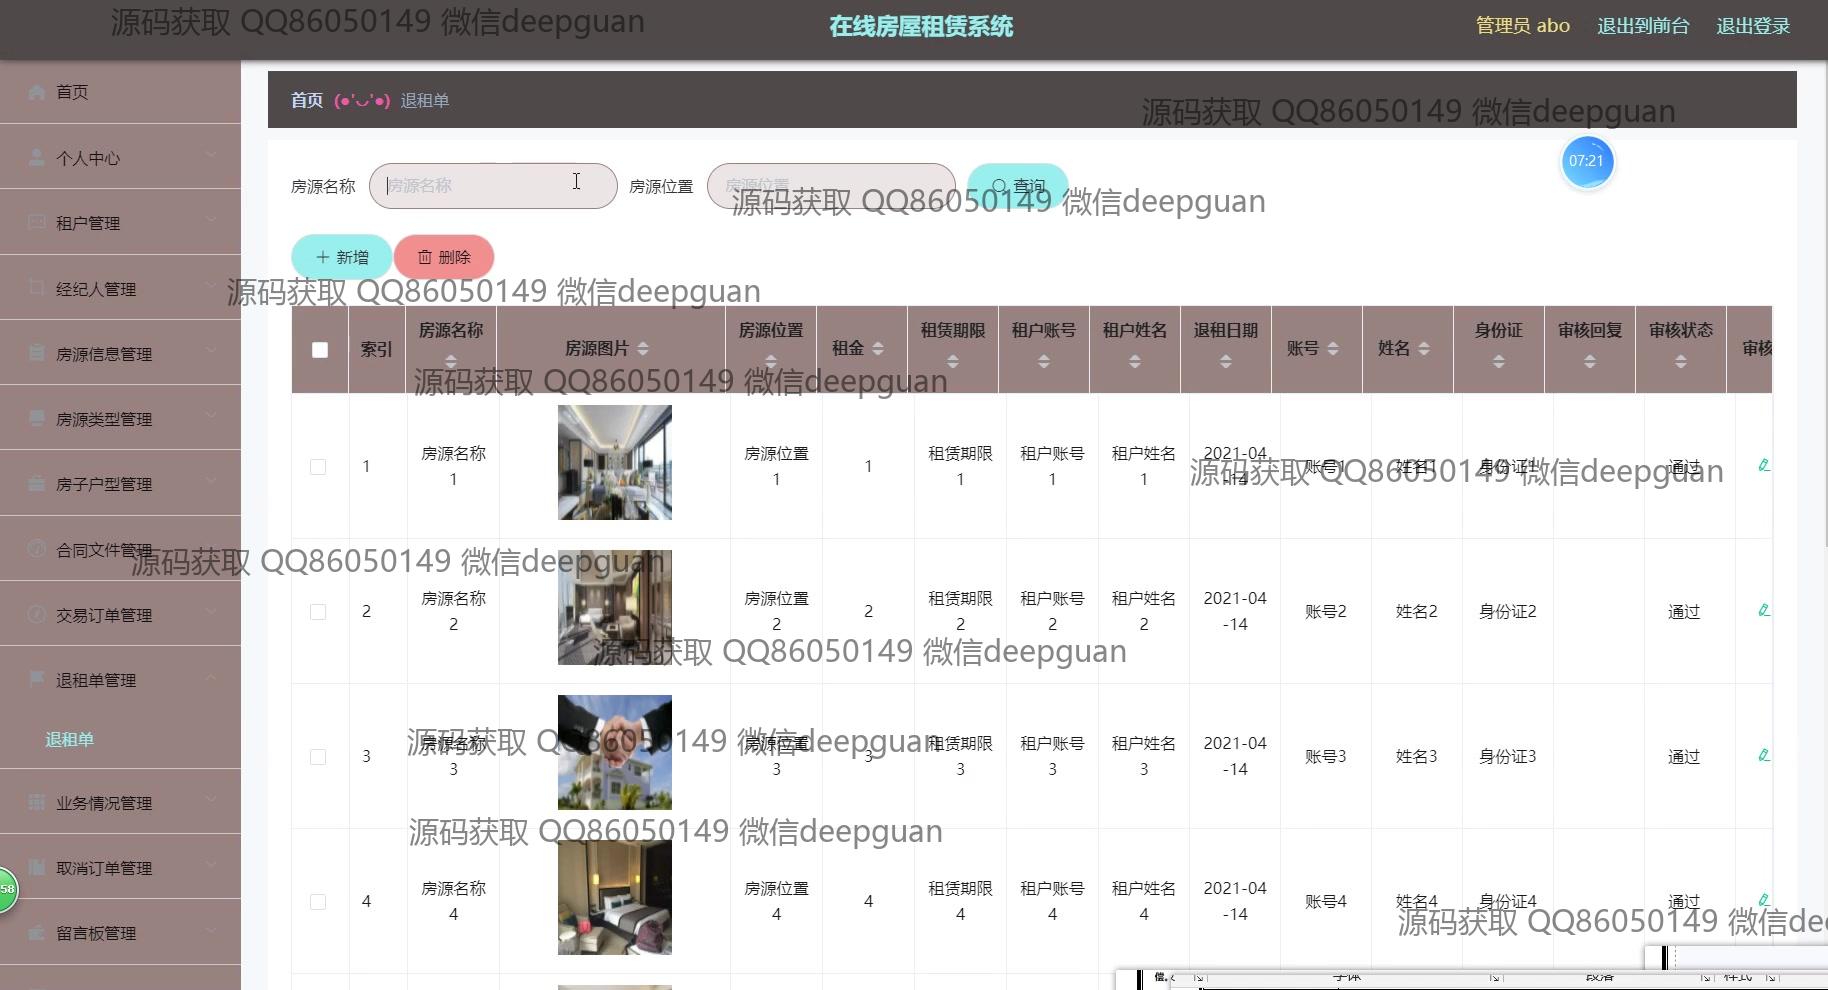 源码获取 QQ86050149 微信deepguan
在线房屋租赁系统
管理员 abo
退出到前台
退出登录
首页
个人中心
租户管理
经纪人管理
房源信息管理
房源类型管理
房子户型管理
合同文件管理
交易订单管理
退租单管理
退租单
业务情况管理
取消订单管理
留言板管理
58
首页 (●'◡'●) 退租单
源码获取 QQ86050149 微信deepguan
07:21
房源名称 房源名称 房源位置 房源位置 查询
源码获取 QQ86050149 微信deepguan
新增 删除
源码获取 QQ86050149 微信deepguan
索引 房源名称 房源图片 房源位置 租金 租赁期限 租户账号 租户姓名 退租日期 账号 姓名 身份证 审核回复 审核状态 审核
源码获取 QQ86050149 微信deepguan
1 房源名称1 房源位置1 1 租赁期限1 租户账号1 租户姓名1 2021-04-14 账号1 姓名1 身份证1 通过
源码获取 QQ86050149 微信deepguan
源码获取 QQ86050149 微信deepguan
2 房源名称2 房源位置2 2 租赁期限2 租户账号2 租户姓名2 2021-04-14 账号2 姓名2 身份证2 通过
源码获取 QQ86050149 微信deepguan
3 房源名称3 房源位置3 3 租赁期限3 租户账号3 租户姓名3 2021-04-14 账号3 姓名3 身份证3 通过
源码获取 QQ86050149 微信deepguan
源码获取 QQ86050149 微信deepguan
4 房源名称4 房源位置4 4 租赁期限4 租户账号4 租户姓名4 2021-04-14 账号4 姓名4 身份证4 通过
源码获取 QQ86050149 微信dee
字体 段落 样式